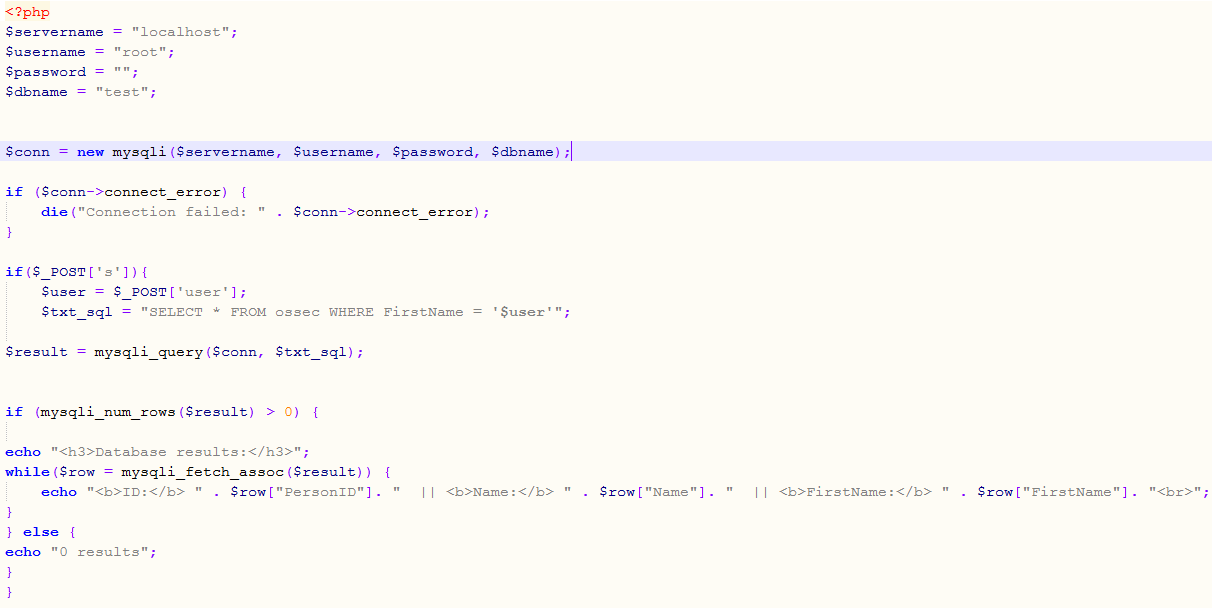 <?php
$servername = "localhost";
$username = "root";
$password = "";
$dbname = "test";
$conn = new mysqli($servername, $username, $password, $dbname);
if ($conn->connect_error) {
    die("Connection failed: " . $conn->connect_error);
}
if($_POST['s']){
    $user = $_POST['user'];
    $txt_sql = "SELECT * FROM ossec WHERE FirstName = '$user'";
$result = mysqli_query($conn, $txt_sql);
if (mysqli_num_rows($result) > 0) {
echo "<h3>Database results:</h3>";
while($row = mysqli_fetch_assoc($result)) {
    echo "<b>ID:</b> " . $row["PersonID"]. "  || <b>Name:</b> " . $row["Name"]. "  || <b>FirstName:</b> " . $row["FirstName"]. "<br>";
}
} else {
echo "0 results";
}
}